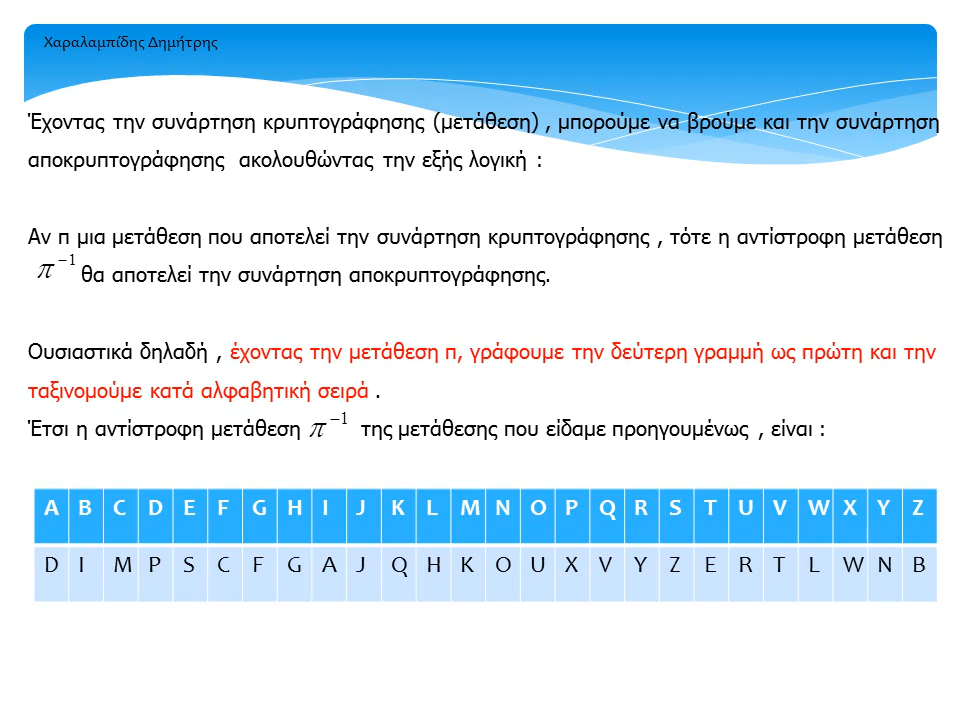 Χαραλαμπίδης Δημήτρης
Έχοντας την συνάρτηση κρυπτογράφησης (μετάθεση) , μπορούμε να βρούμε και την συνάρτηση
αποκρυπτογράφησης ακολουθώντας την εξής λογική :
Αν π μια μετάθεση που αποτελεί την συνάρτηση κρυπτογράφησης , τότε η αντίστροφη μετάθεση
π⁻¹ θα αποτελεί την συνάρτηση αποκρυπτογράφησης.
Ουσιαστικά δηλαδή , έχοντας την μετάθεση π, γράφουμε την δεύτερη γραμμή ως πρώτη και την
ταξινομούμε κατά αλφαβητική σειρά .
Έτσι η αντίστροφη μετάθεση π⁻¹ της μετάθεσης που είδαμε προηγουμένως , είναι :
A B C D E F G H I J K L M N O P Q R S T U V W X Y Z
D I M P S C F G A J Q H K O U X V Y Z E R T L W N B